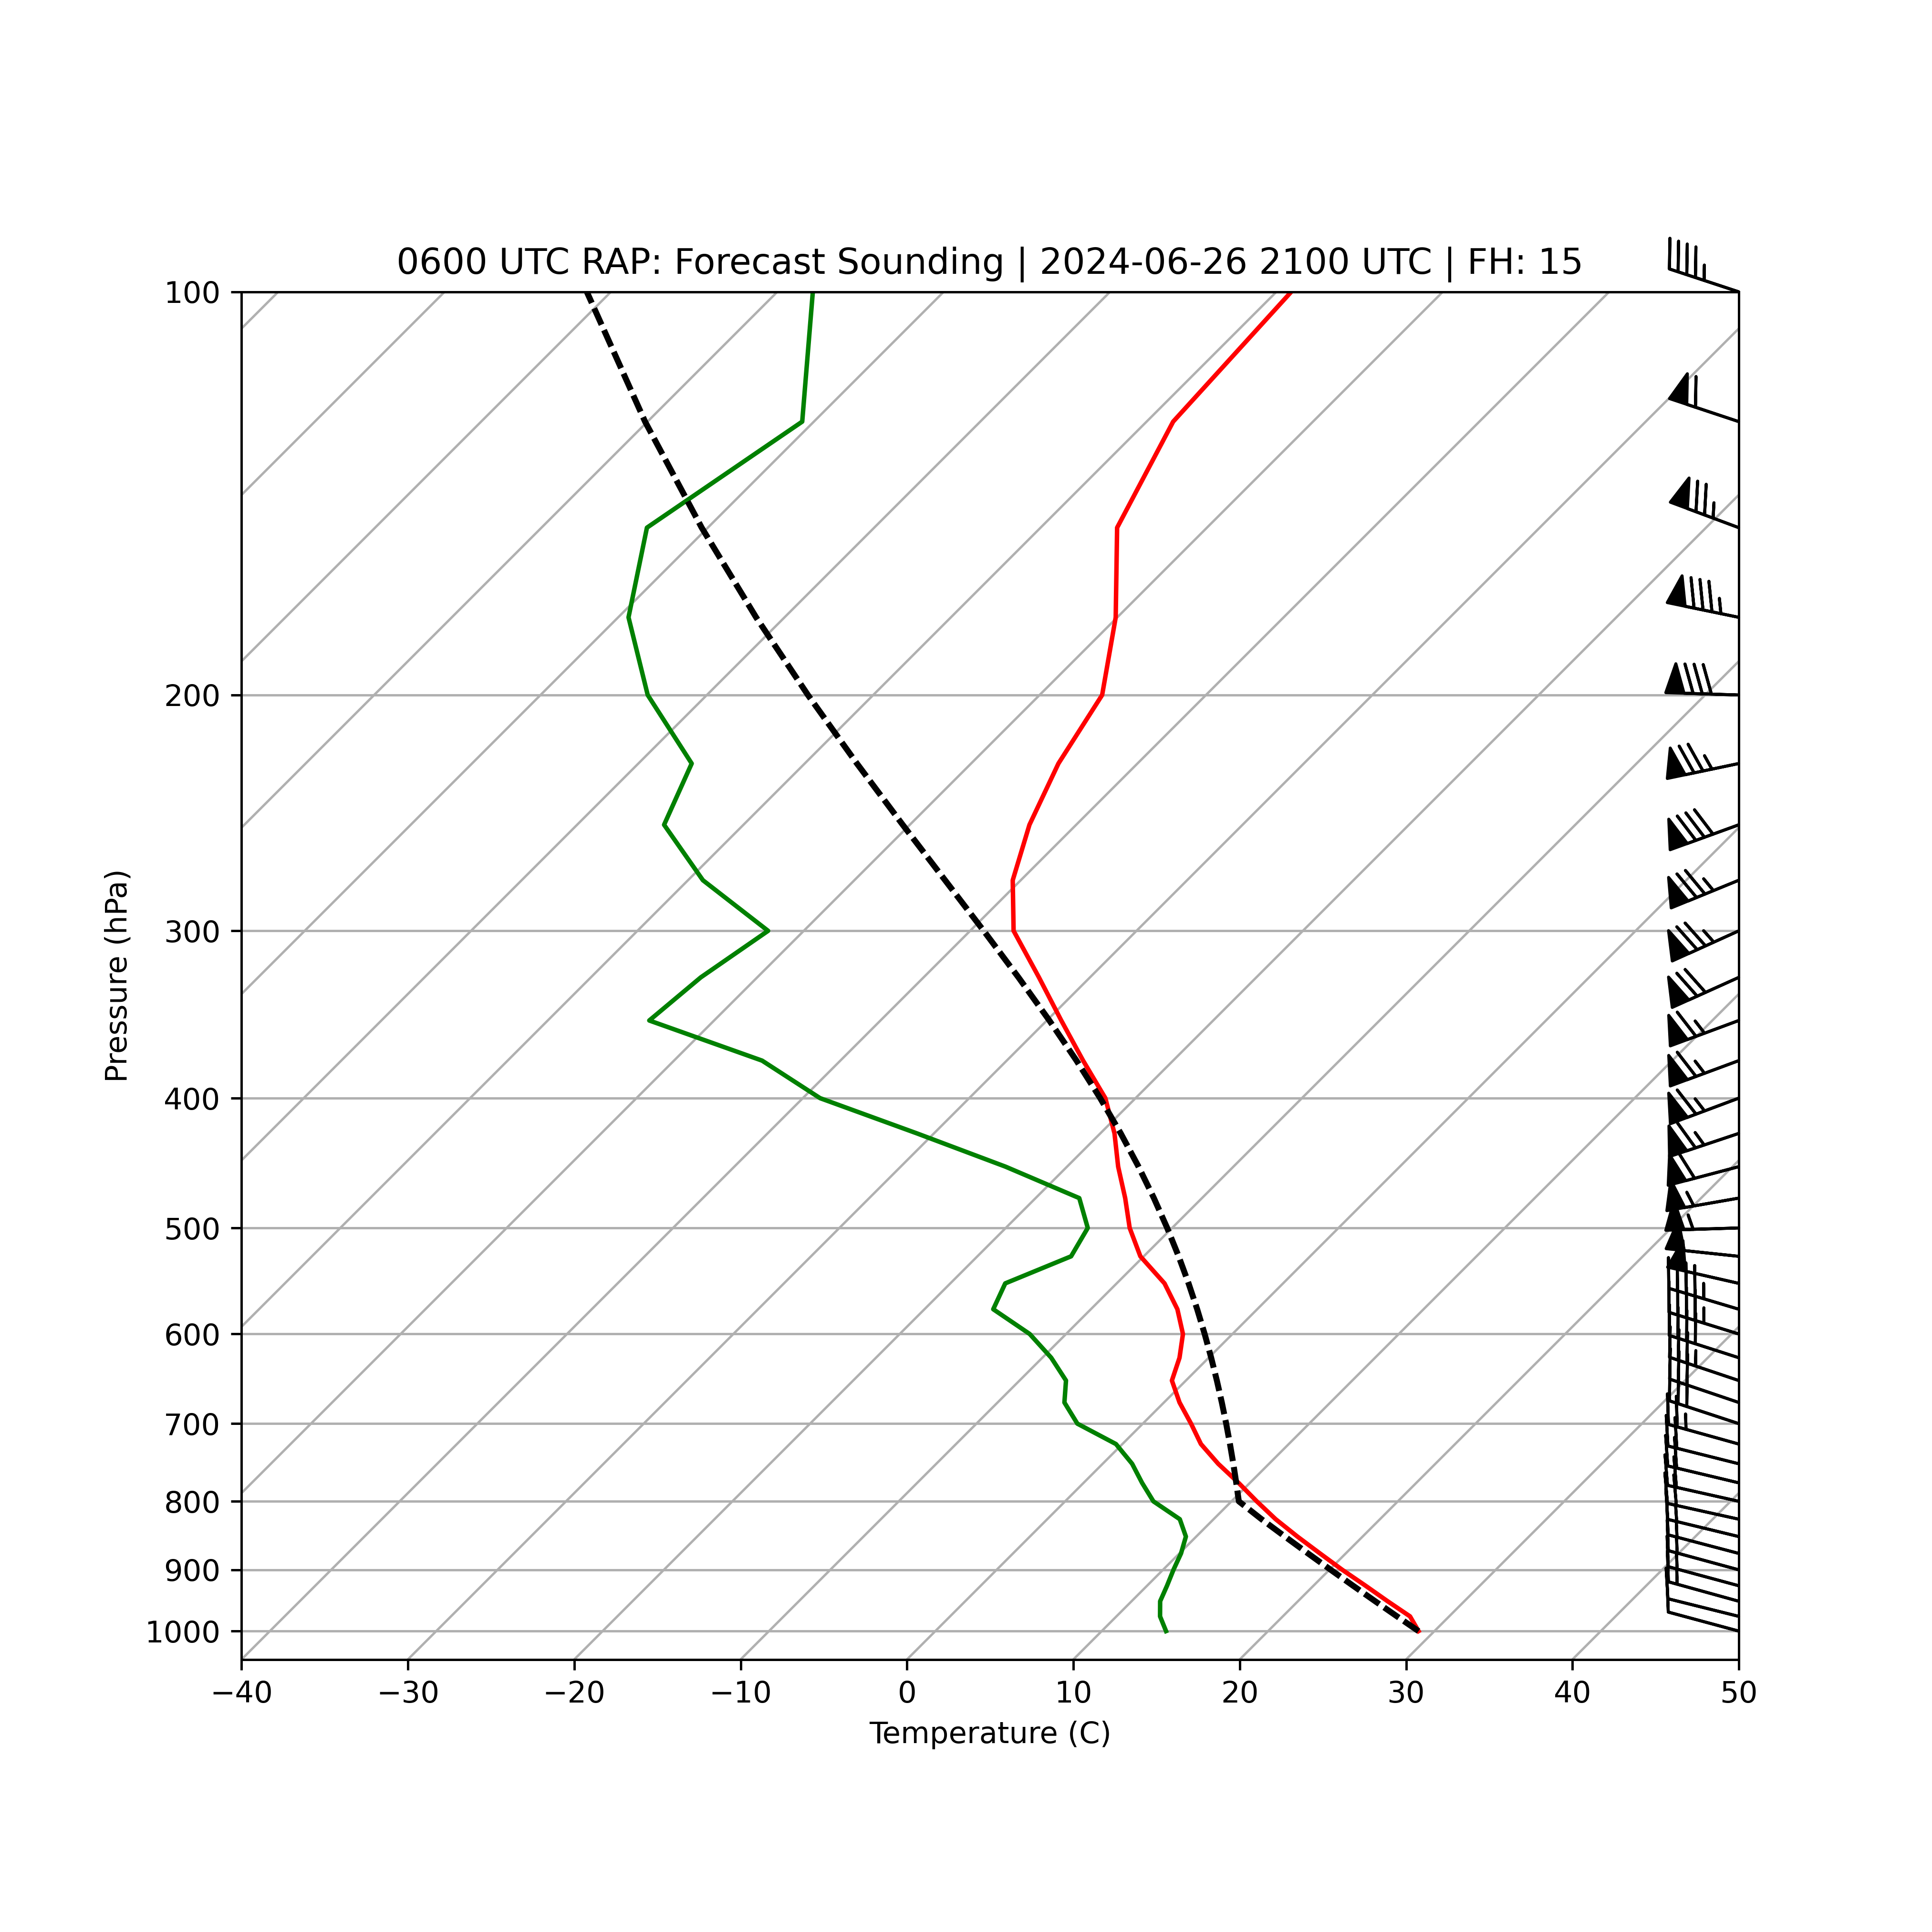 0600 UTC RAP: Forecast Sounding | 2024-06-26 2100 UTC | FH: 15
100
200
300
400
500
600
700
800
900
1000
Pressure (hPa)
−40 −30 −20 −10 0 10 20 30 40 50
Temperature (C)